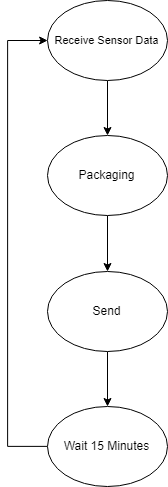 Receive Sensor Data
Packaging
Send
Wait 15 Minutes